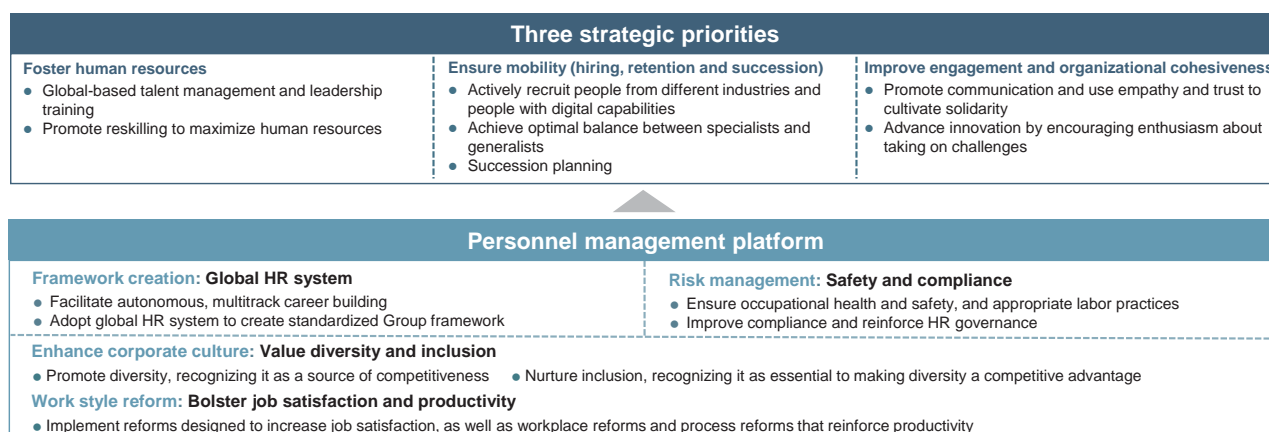 Three strategic priorities
Foster human resources
● Global-based talent management and leadership
training
● Promote reskilling to maximize human resources
Ensure mobility (hiring, retention and succession)
● Actively recruit people from different industries and
people with digital capabilities
● Achieve optimal balance between specialists and
generalists
● Succession planning
Improve engagement and organizational cohesiveness
● Promote communication and use empathy and trust to
cultivate solidarity
● Advance innovation by encouraging enthusiasm about
taking on challenges
Personnel management platform
Framework creation: Global HR system
● Facilitate autonomous, multitrack career building
● Adopt global HR system to create standardized Group framework
Risk management: Safety and compliance
● Ensure occupational health and safety, and appropriate labor practices
● Improve compliance and reinforce HR governance
Enhance corporate culture: Value diversity and inclusion
● Promote diversity, recognizing it as a source of competitiveness ● Nurture inclusion, recognizing it as essential to making diversity a competitive advantage
Work style reform: Bolster job satisfaction and productivity
● Implement reforms designed to increase job satisfaction, as well as workplace reforms and process reforms that reinforce productivity